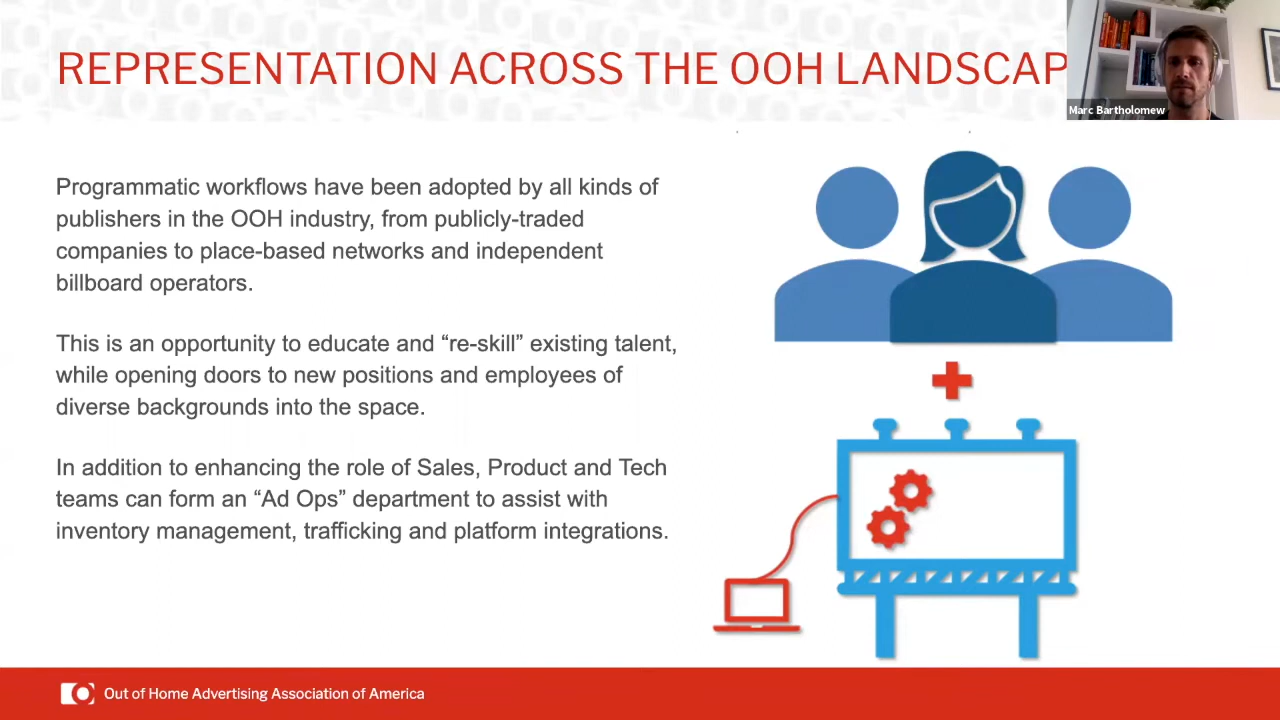 REPRESENTATION ACROSS THE OOH LANDSCAP
Marc Bartholomew
Programmatic workflows have been adopted by all kinds of
publishers in the OOH industry, from publicly-traded
companies to place-based networks and independent
billboard operators.
This is an opportunity to educate and “re-skill” existing talent,
while opening doors to new positions and employees of
diverse backgrounds into the space.
In addition to enhancing the role of Sales, Product and Tech
teams can form an “Ad Ops” department to assist with
inventory management, trafficking and platform integrations.
Out of Home Advertising Association of America